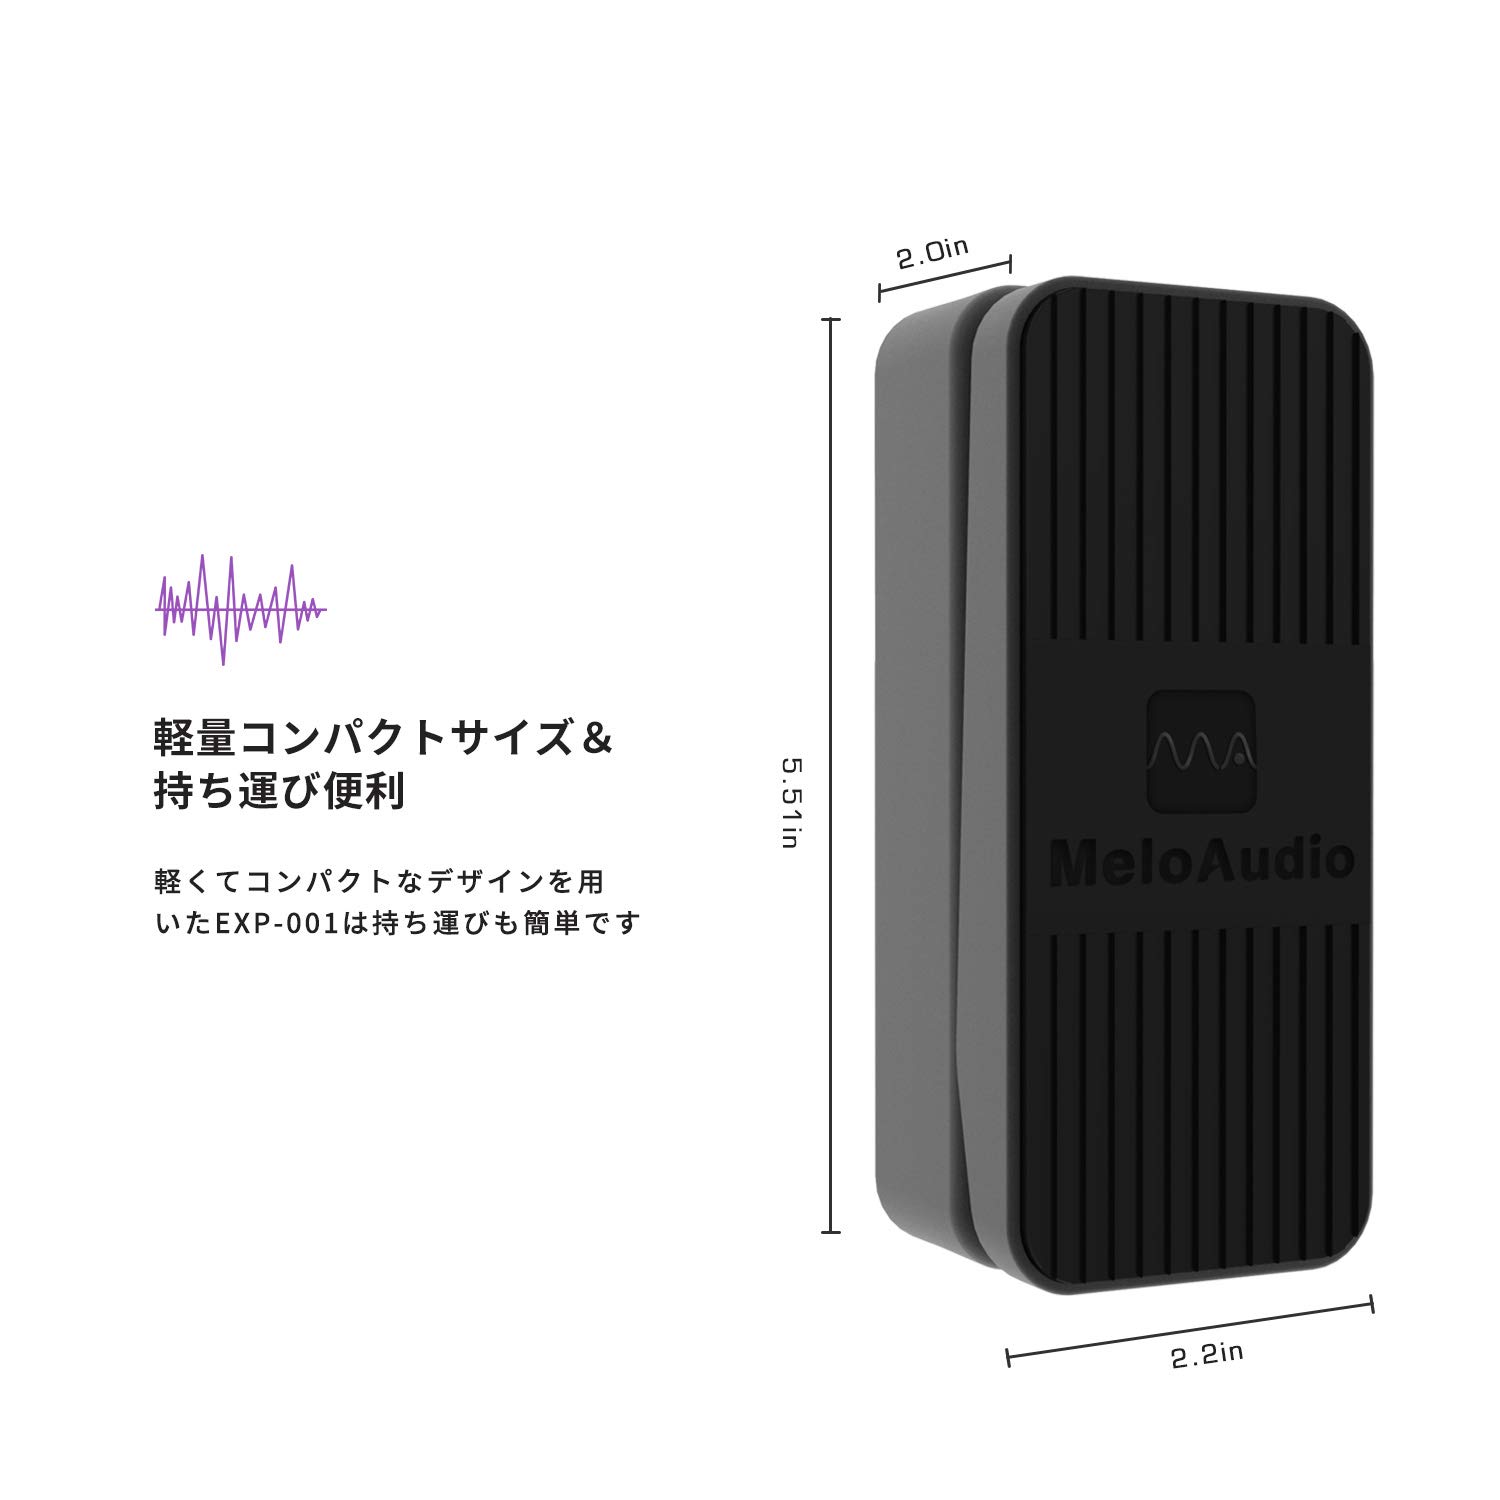 2.0in
5.51in
軽量コンパクトサイズ&
持ち運び便利
軽くてコンパクトなデザインを用
いたEXP-001は持ち運びも簡単です
MeloAudio
2.2in